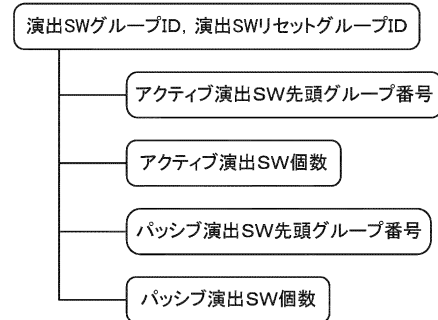 演出SWグループID, 演出SWリセットグループID
アクティブ演出ＳＷ先頭グループ番号
アクティブ演出ＳＷ個数
パッシブ演出ＳＷ先頭グループ番号
パッシブ演出ＳＷ個数